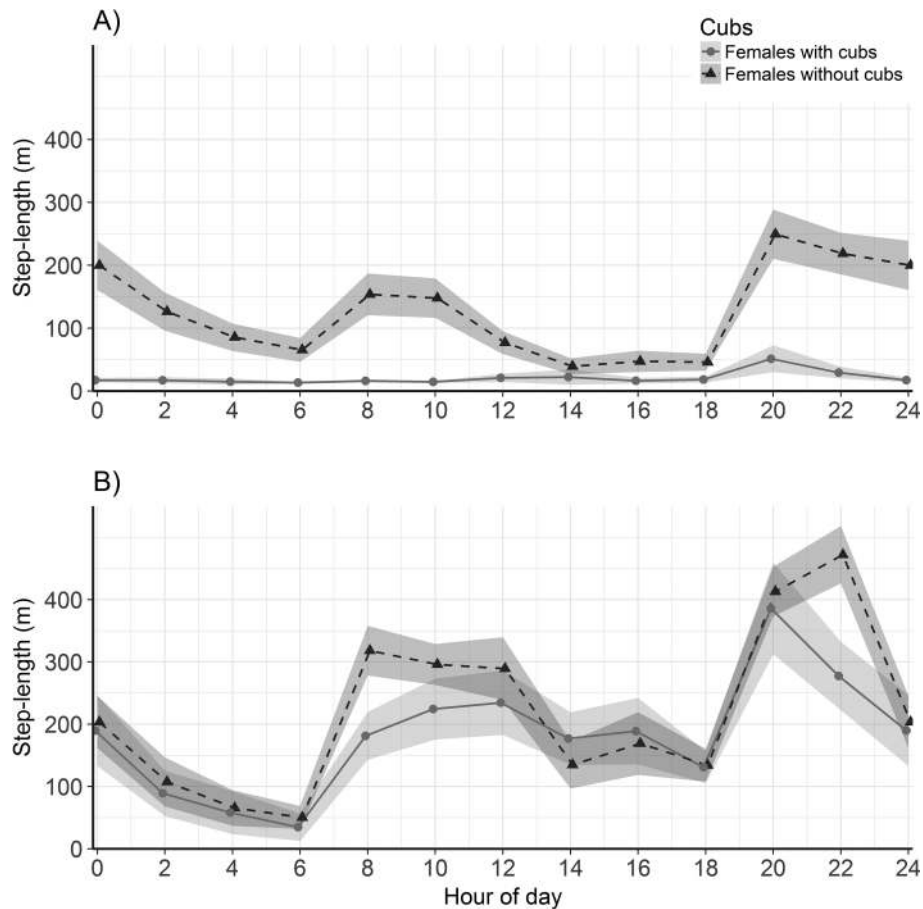 A)
Cubs
Females with cubs
Females without cubs
Step-length (m)
400
300
200
100
0
0 2 4 6 8 10 12 14 16 18 20 22 24
B)
Step-length (m)
400
300
200
100
0
0 2 4 6 8 10 12 14 16 18 20 22 24
Hour of day